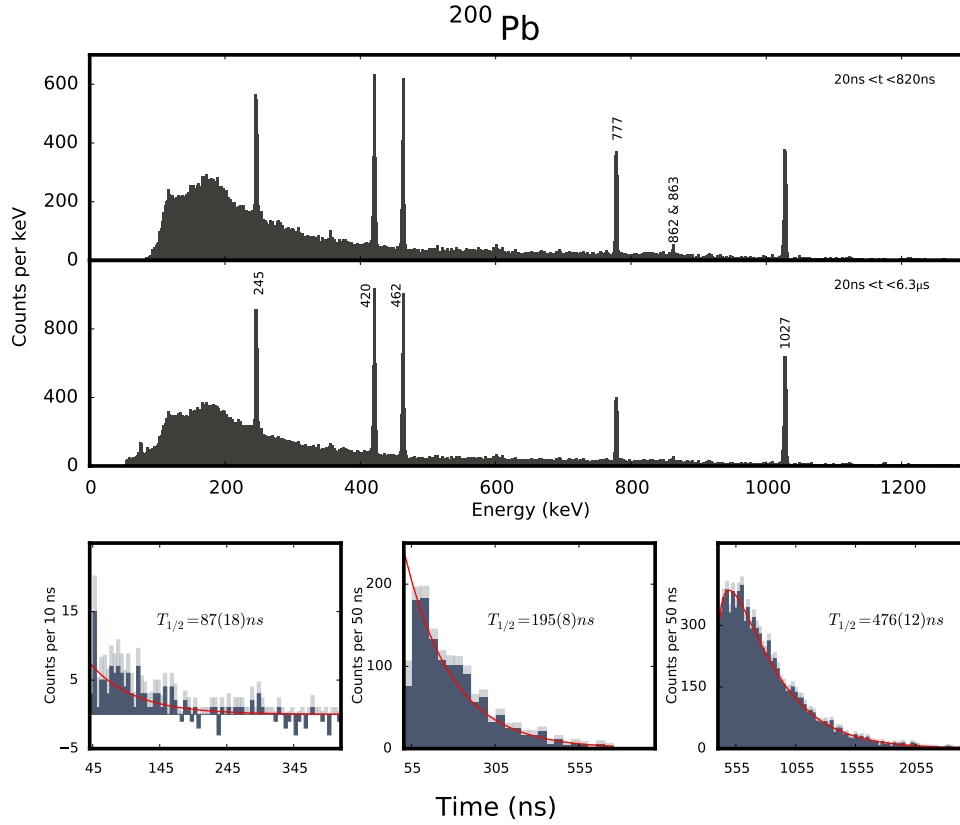 200 Pb
Counts per keV
600
400
200
0
20ns<t<820ns
777
862 & 863
800
400
0
20ns<t<6.3μs
245
420
462
1027
0 200 400 600 800 1000 1200
Energy (keV)
Counts per 10 ns
15
5
−5
T1/2=87(18)ns
45 145 245 345
Counts per 50 ns
200
100
0
T1/2=195(8)ns
55 305 555
Counts per 50 ns
300
150
0
T1/2=476(12)ns
555 1055 1555 2055
Time (ns)